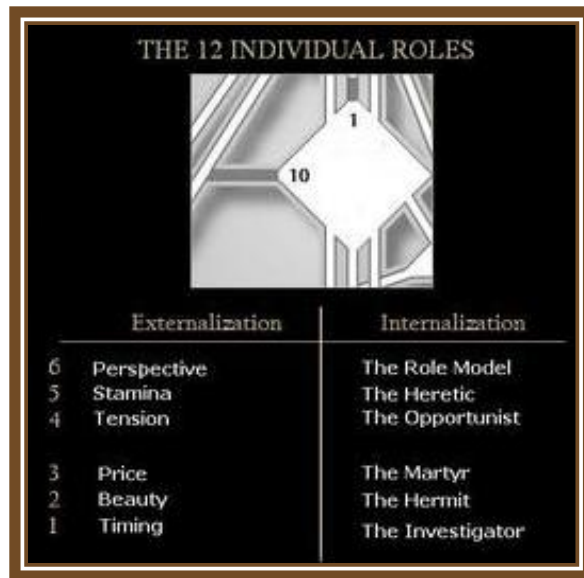 THE 12 INDIVIDUAL ROLES
1
10
Externalization Internalization
6 Perspective The Role Model
5 Stamina The Heretic
4 Tension The Opportunist
3 Price The Martyr
2 Beauty The Hermit
1 Timing The Investigator